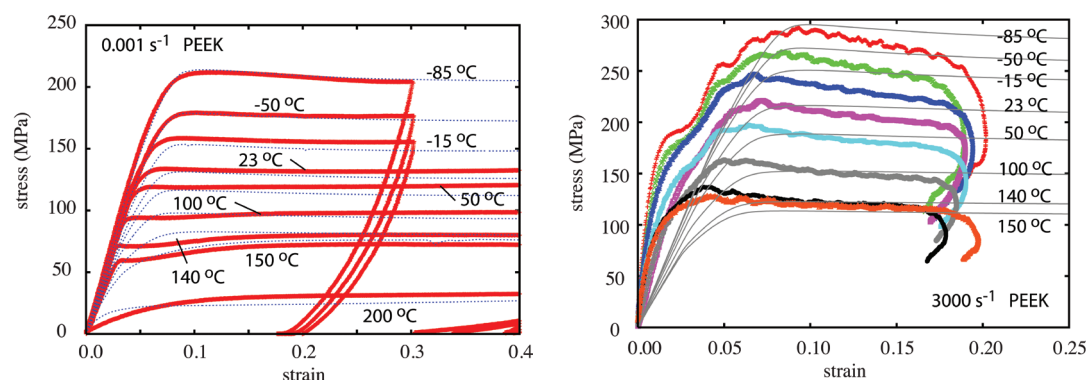 0.001 s⁻¹ PEEK
200
150
100
50
0
stress (MPa)
0.0
0.1
0.2
0.3
0.4
strain
-85 ºC
-50 ºC
-15 ºC
23 ºC
50 ºC
100 ºC
140 ºC
150 ºC
200 ºC
300
250
200
150
100
50
0
stress (MPa)
0.00
0.05
0.10
0.15
0.20
0.25
strain
-85 ºC
-50 ºC
-15 ºC
23 ºC
50 ºC
100 ºC
140 ºC
150 ºC
3000 s⁻¹ PEEK